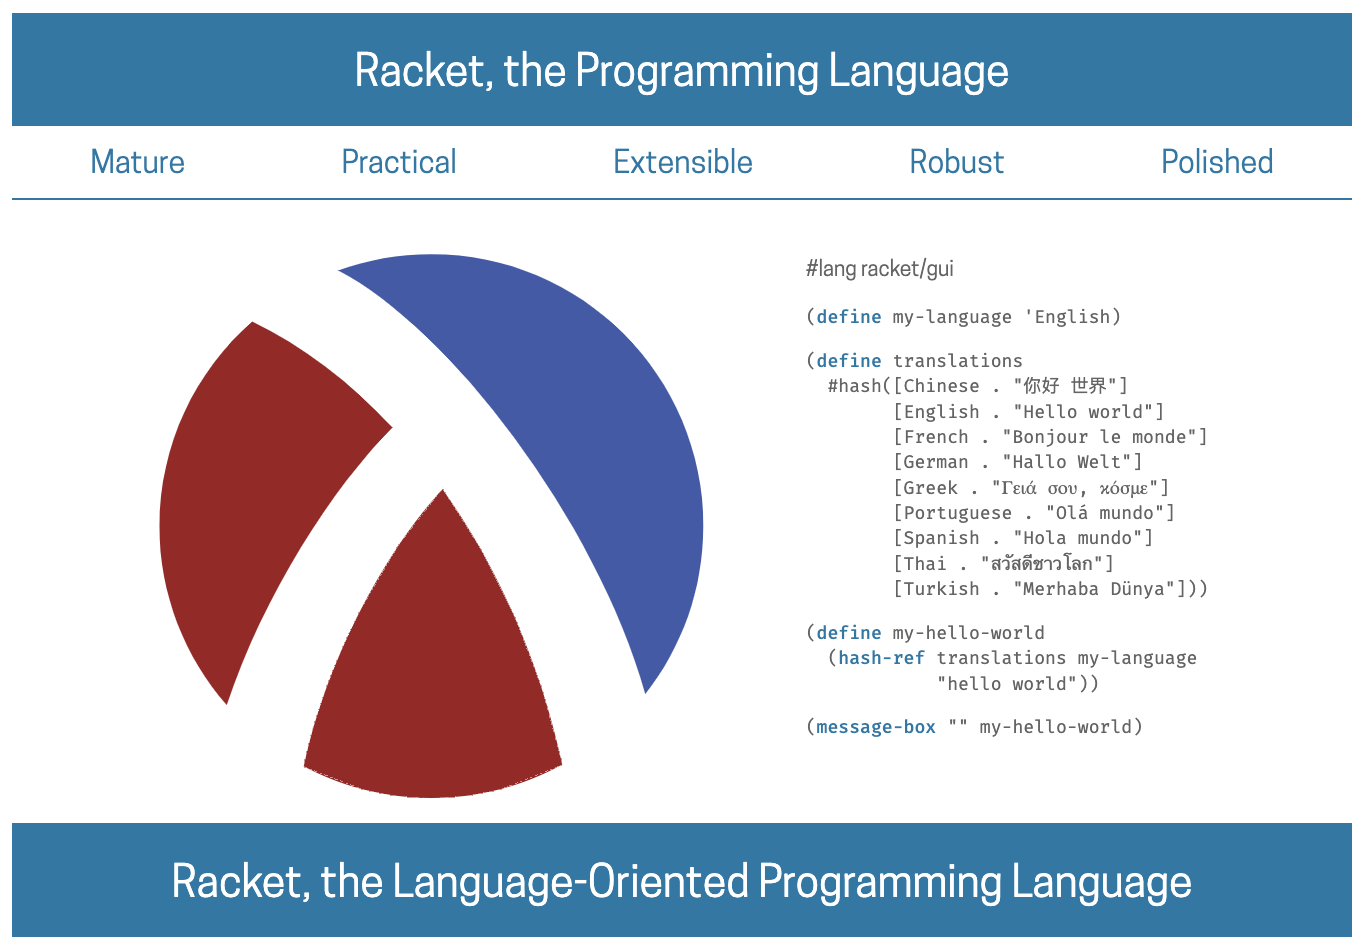 Racket, the Programming Language
Mature Practical Extensible Robust Polished
#lang racket/gui
(define my-language 'English)
(define translations
  #hash([Chinese . "你好 世界"]
        [English . "Hello world"]
        [French . "Bonjour le monde"]
        [German . "Hallo Welt"]
        [Greek . "Γειά σου, κόσμε"]
        [Portuguese . "Olá mundo"]
        [Spanish . "Hola mundo"]
        [Thai . "สวัสดีชาวโลก"]
        [Turkish . "Merhaba Dünya"]))
(define my-hello-world
  (hash-ref translations my-language
            "hello world"))
(message-box "" my-hello-world)
Racket, the Language-Oriented Programming Language